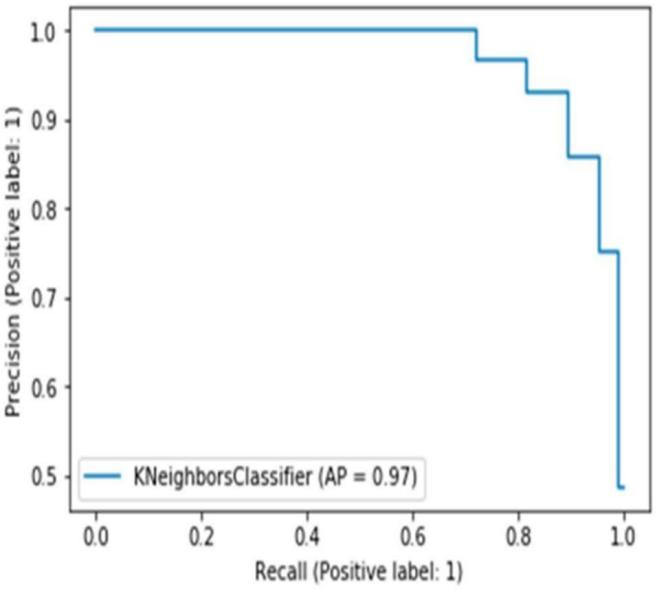 Precision (Positive label: 1)
1.0
0.9
0.8
0.7
0.6
0.5
KNeighborsClassifier (AP = 0.97)
0.0 0.2 0.4 0.6 0.8 1.0
Recall (Positive label: 1)